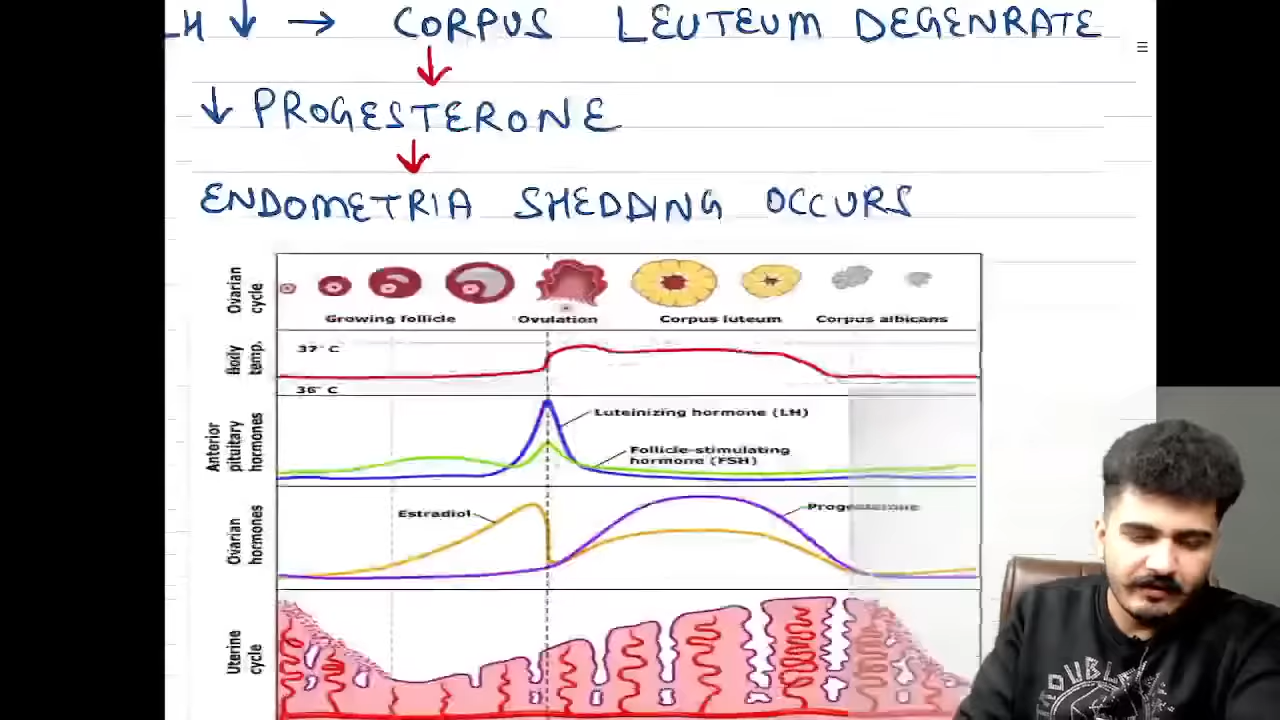 LH ↓ → CORPUS LEUTEUM DEGENRATE
↓
↓ PROGESTERONE
↓
ENDOMETRIA SHEDDING OCCURS
Ovarian cycle
Growing follicle Ovulation Corpus luteum Corpus albicans
Body temp.
37° C
36° C
Anterior pituitary hormones
Luteinizing hormone (LH)
Follicle-stimulating
hormone (FSH)
Ovarian hormones
Estradiol
Progesterone
Uterine cycle